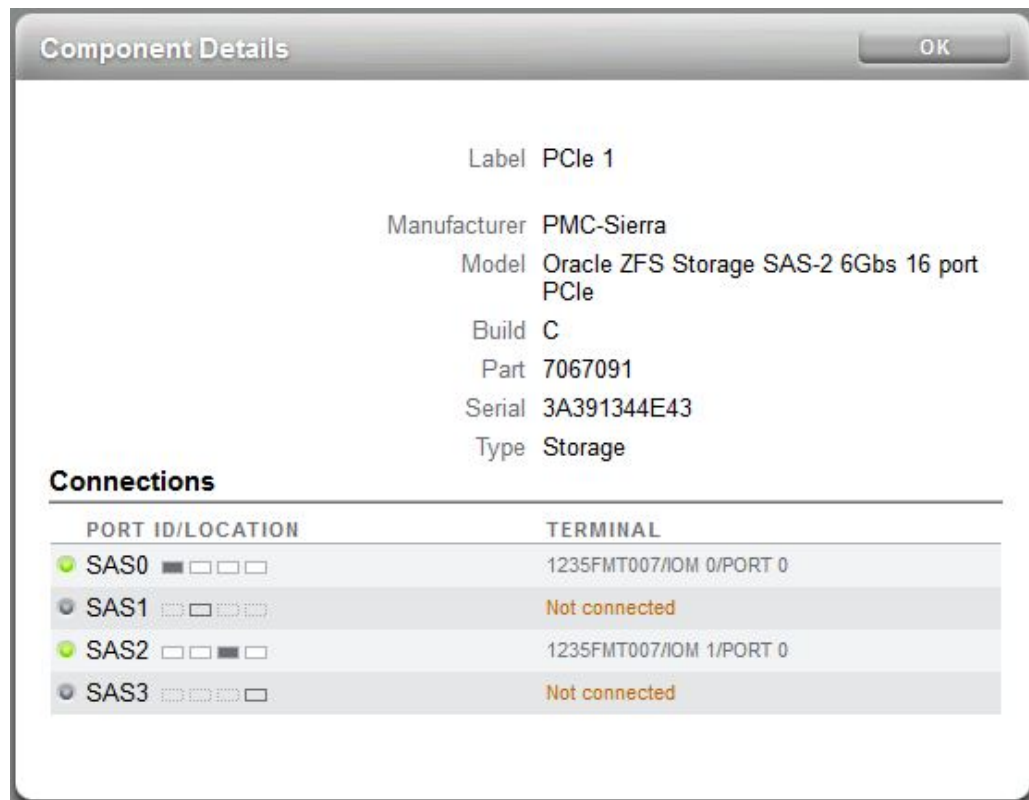 Component Details
OK
Label PCIe 1
Manufacturer PMC-Sierra
Model Oracle ZFS Storage SAS-2 6Gbs 16 port
PCIe
Build C
Part 7067091
Serial 3A391344E43
Type Storage
Connections
PORT ID/LOCATION TERMINAL
SAS0 1235FMT007/IOM 0/PORT 0
SAS1 Not connected
SAS2 1235FMT007/IOM 1/PORT 0
SAS3 Not connected